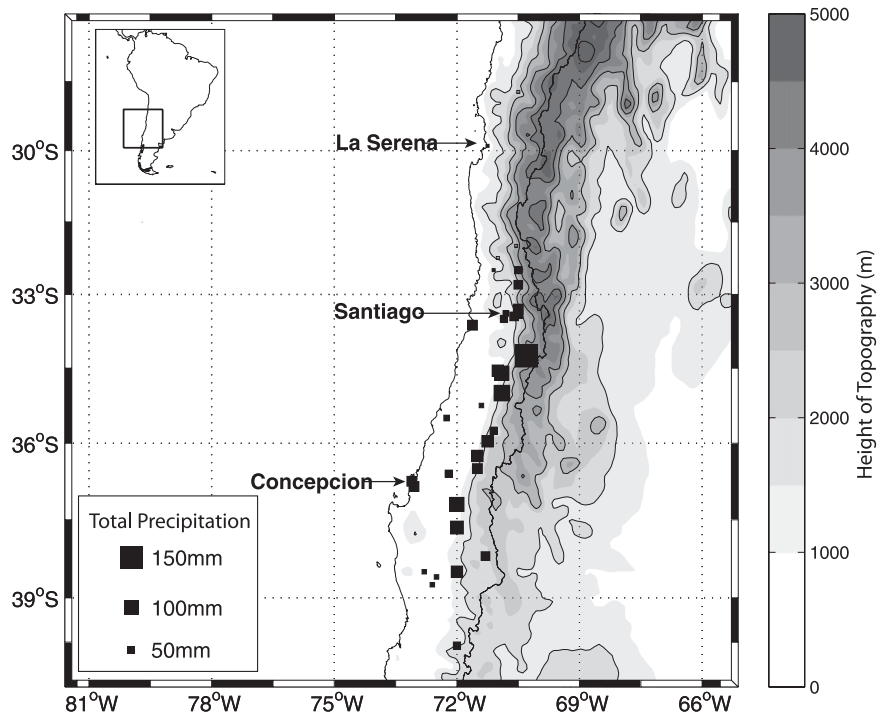 5000
4000
3000
2000
1000
0
Height of Topography (m)
30°S
33°S
36°S
39°S
La Serena
Santiago
Concepcion
Total Precipitation
150mm
100mm
50mm
81°W
78°W
75°W
72°W
69°W
66°W